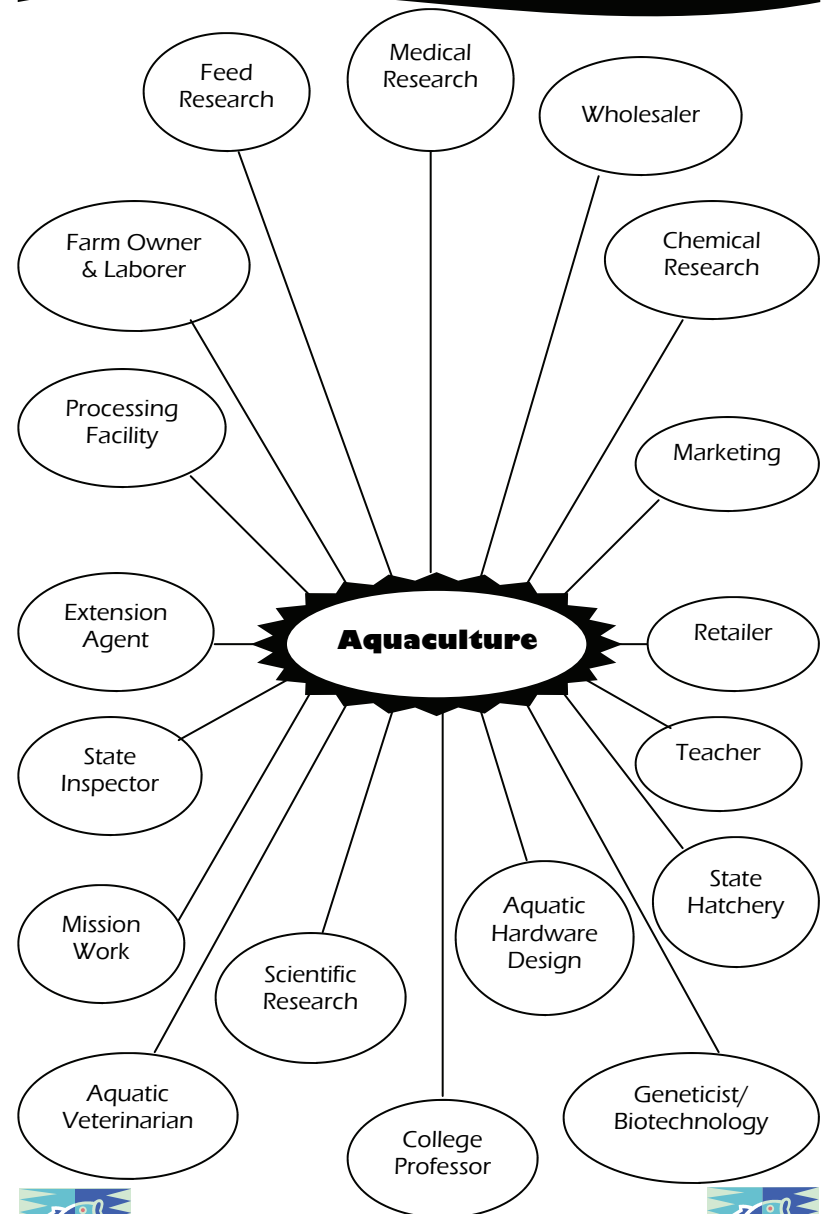 Medical
Research
Feed
Research
Wholesaler
Farm Owner
& Laborer
Chemical
Research
Processing
Facility
Marketing
Extension
Agent
Aquaculture
Retailer
State
Inspector
Teacher
Mission
Work
Scientific
Research
Aquatic
Hardware
Design
State
Hatchery
Aquatic
Veterinarian
College
Professor
Geneticist/
Biotechnology